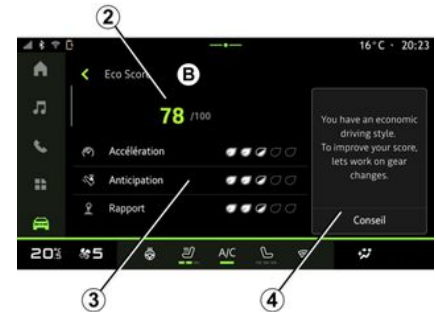 2
16°C · 20:23
Eco Score
B
78 /100
Accélération
Anticipation
Rapport
You have an economic
driving style.
To improve your score,
lets work on gear
changes.
Conseil
20 5 A/C
3
4